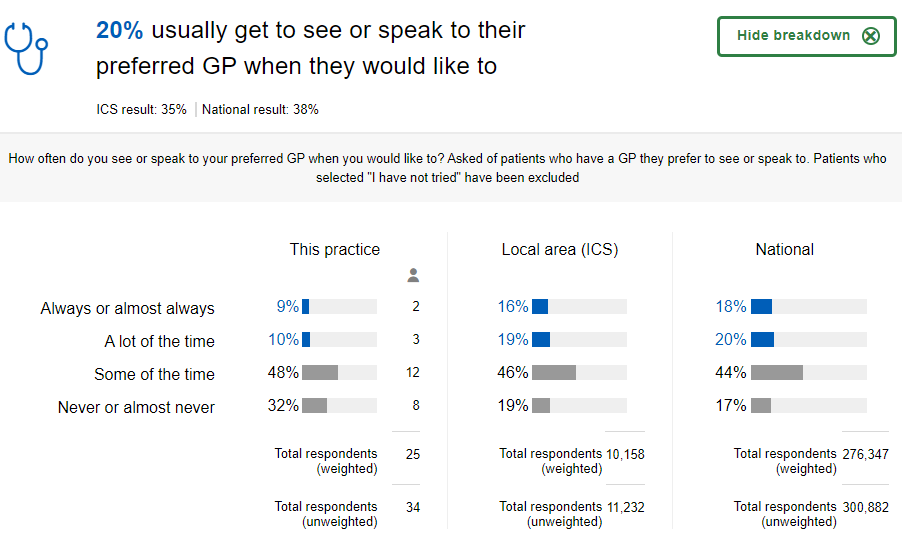 20% usually get to see or speak to their
preferred GP when they would like to
Hide breakdown
ICS result: 35% | National result: 38%
How often do you see or speak to your preferred GP when you would like to? Asked of patients who have a GP they prefer to see or speak to. Patients who
selected "I have not tried" have been excluded
This practice Local area (ICS) National
Always or almost always 9% 2 16% 18%
A lot of the time 10% 3 19% 20%
Some of the time 48% 12 46% 44%
Never or almost never 32% 8 19% 17%
Total respondents 25 Total respondents 10,158 Total respondents 276,347
(weighted) (weighted) (weighted)
Total respondents 34 Total respondents 11,232 Total respondents 300,882
(unweighted) (unweighted) (unweighted)